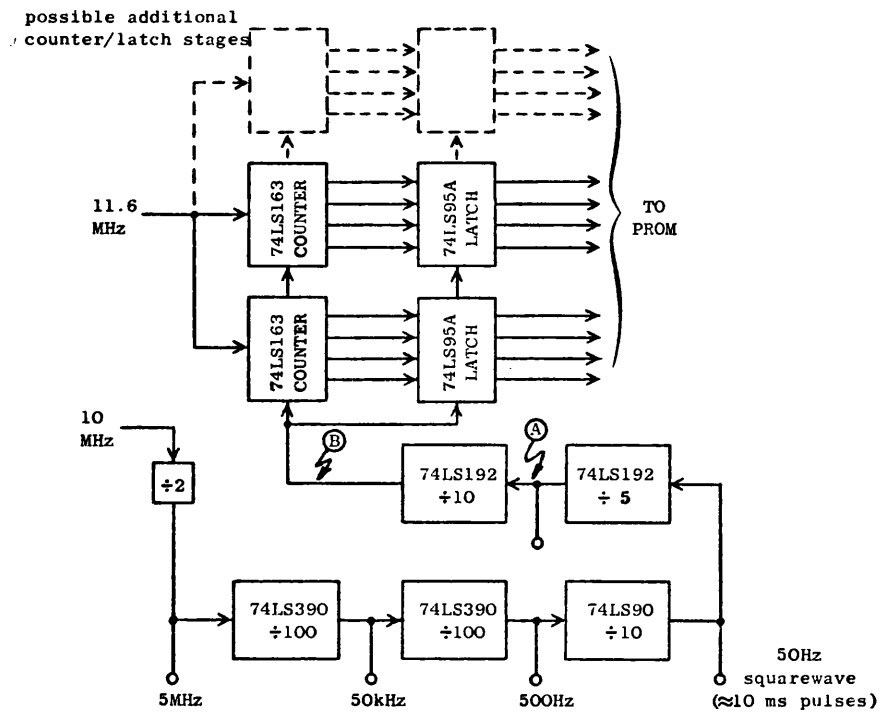 possible additional
counter/latch stages
11.6
MHz
74LS163
COUNTER
74LS95A
LATCH
TO
PROM
74LS163
COUNTER
74LS95A
LATCH
10
MHz
÷2
B
A
74LS192
÷10
74LS192
÷ 5
74LS390
÷100
74LS390
÷100
74LS90
÷10
5MHz
50kHz
500Hz
50Hz
squarewave
(≈10 ms pulses)